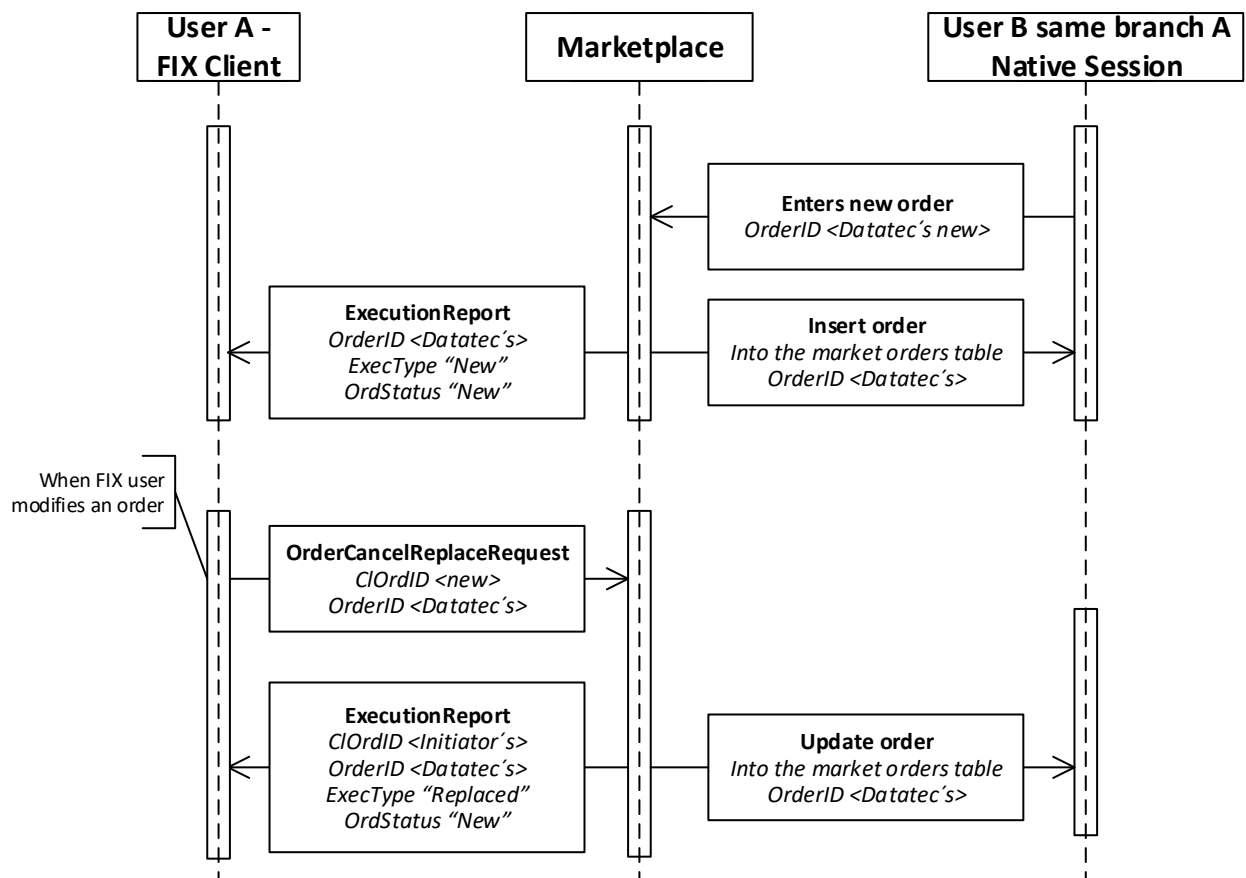 User A -
FIX Client
Marketplace
User B same branch A
Native Session
Enters new order
OrderID <Datatec´s new>
ExecutionReport
OrderID <Datatec´s>
ExecType “New”
OrdStatus “New”
Insert order
Into the market orders table
OrderID <Datatec´s>
When FIX user
modifies an order
OrderCancelReplaceRequest
ClOrdID <new>
OrderID <Datatec´s>
ExecutionReport
ClOrdID <Initiator´s>
OrderID <Datatec´s>
ExecType “Replaced”
OrdStatus “New”
Update order
Into the market orders table
OrderID <Datatec´s>